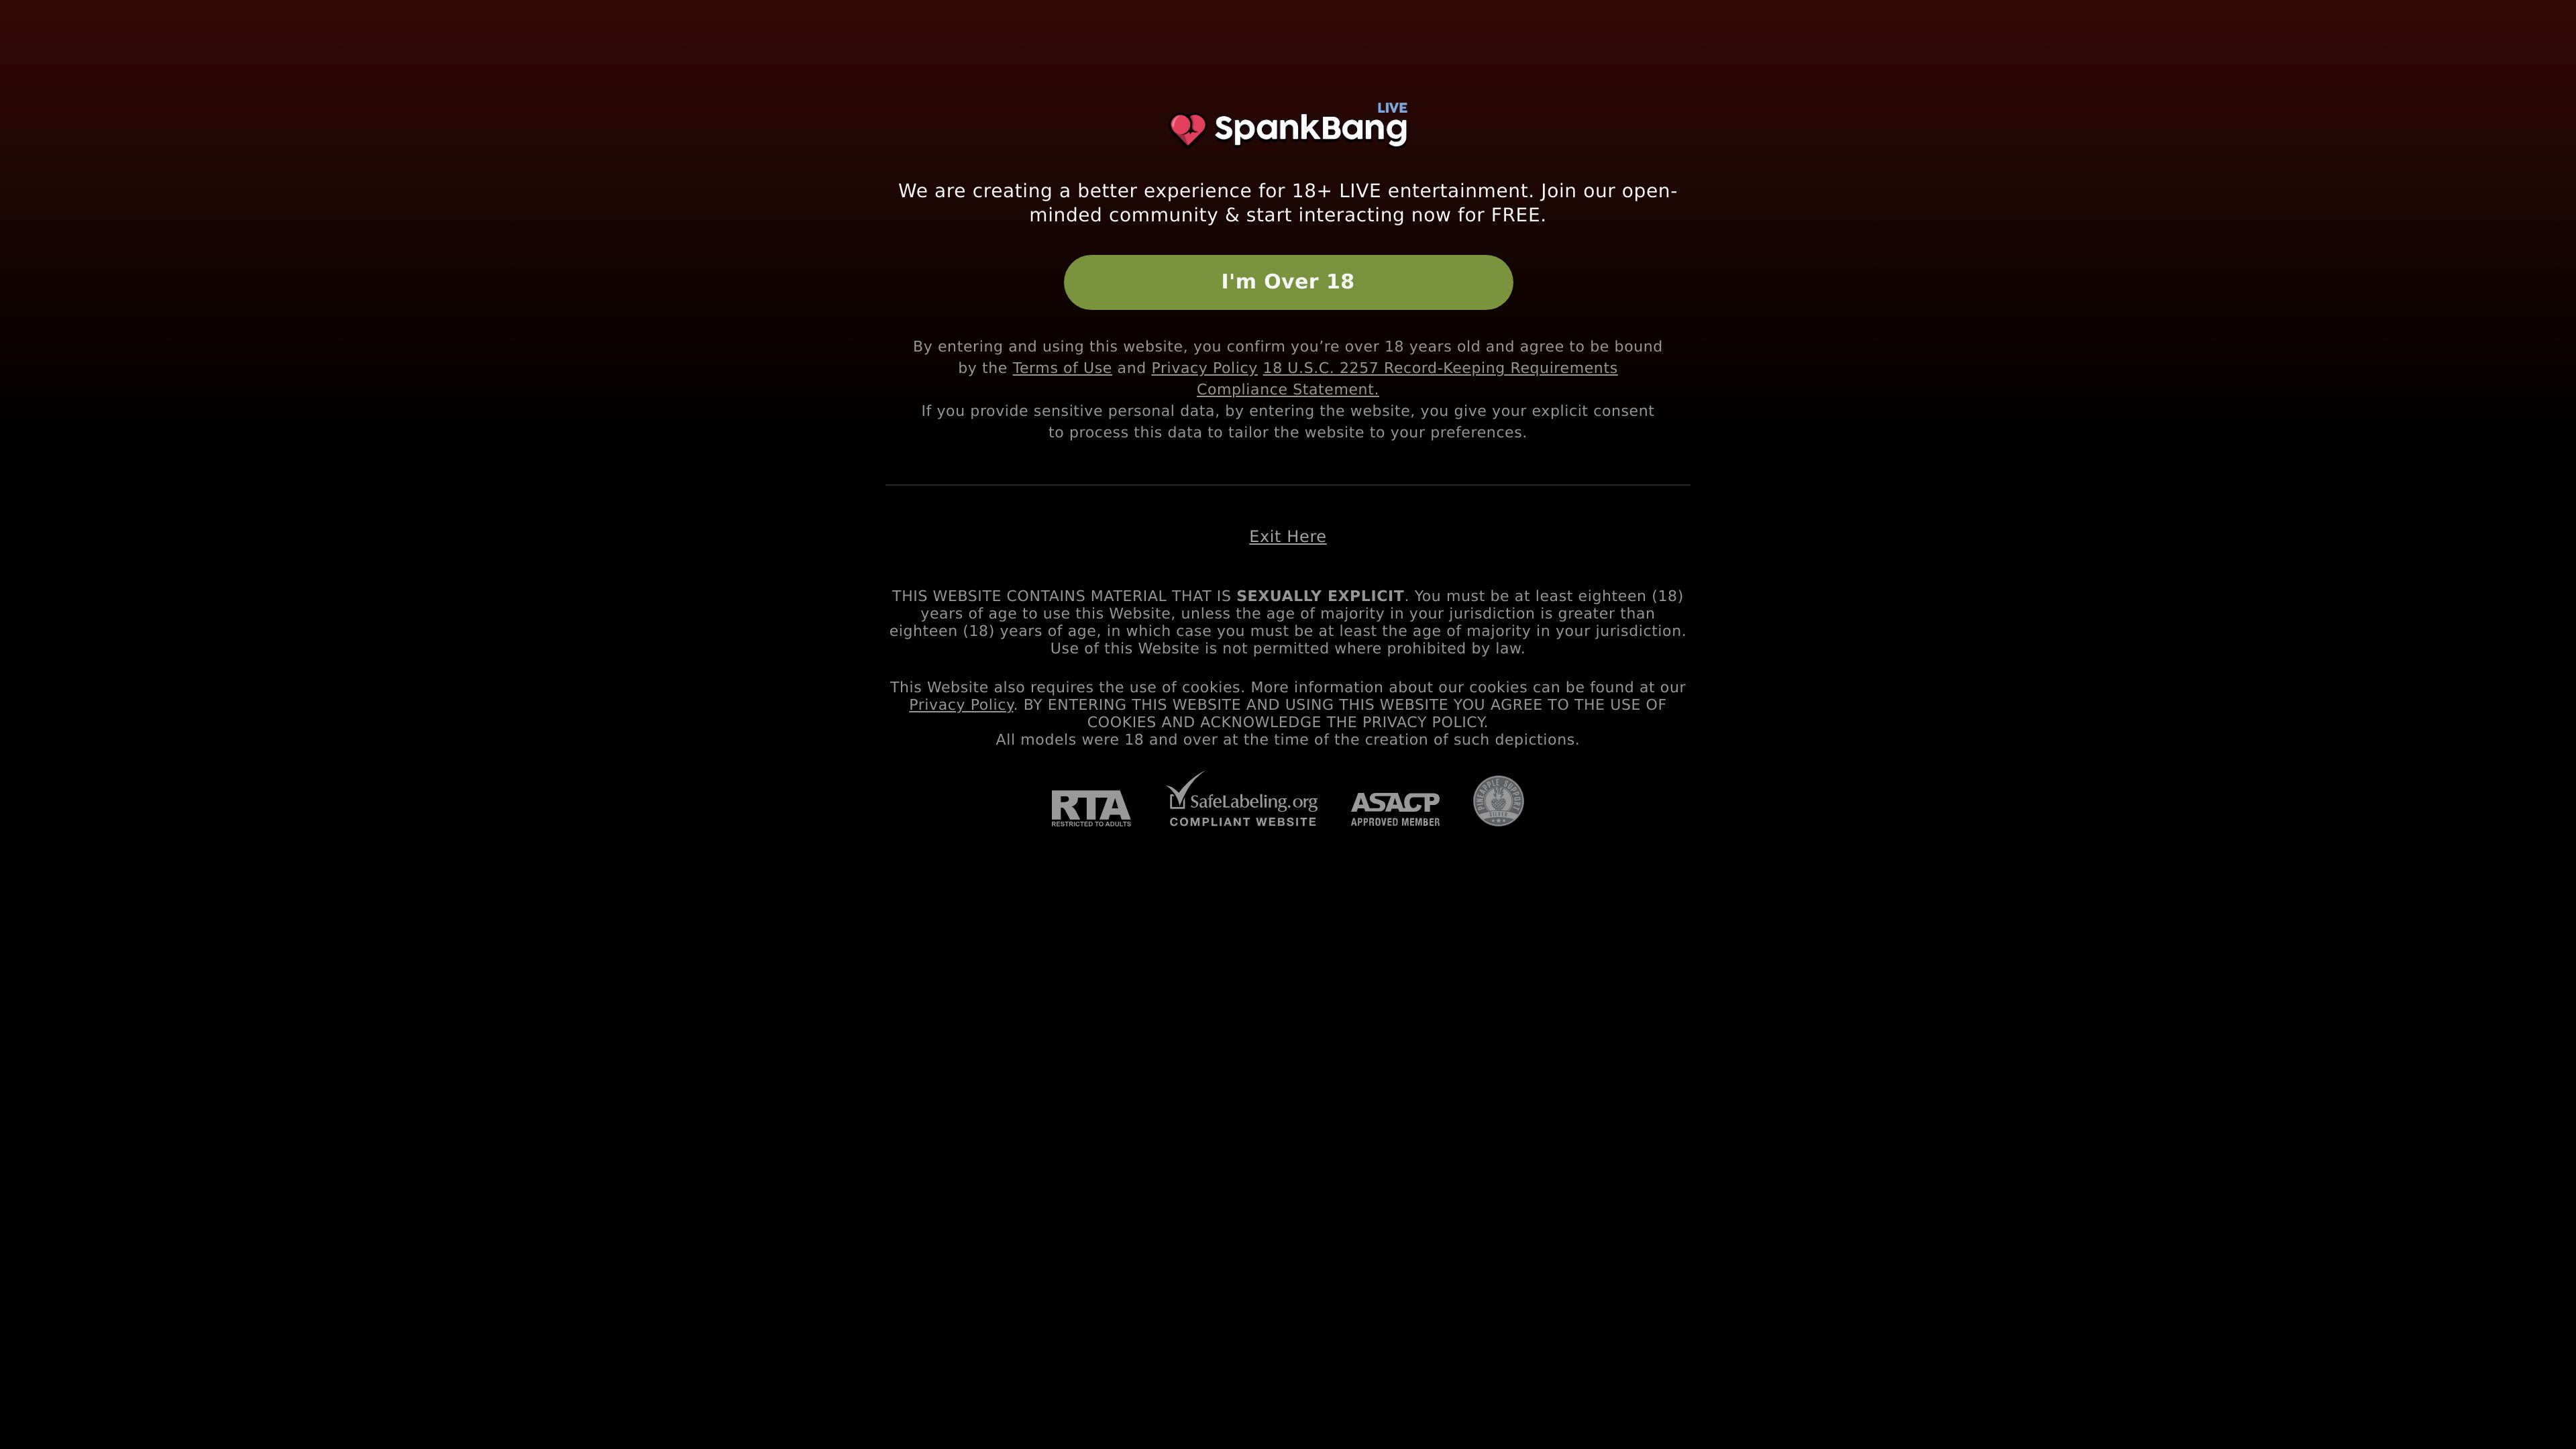 LIVE
SpankBang
We are creating a better experience for 18+ LIVE entertainment. Join our open-
minded community & start interacting now for FREE.
I'm Over 18
By entering and using this website, you confirm you’re over 18 years old and agree to be bound
by the Terms of Use and Privacy Policy 18 U.S.C. 2257 Record-Keeping Requirements
Compliance Statement.
If you provide sensitive personal data, by entering the website, you give your explicit consent
to process this data to tailor the website to your preferences.
Exit Here
THIS WEBSITE CONTAINS MATERIAL THAT IS SEXUALLY EXPLICIT. You must be at least eighteen (18)
years of age to use this Website, unless the age of majority in your jurisdiction is greater than
eighteen (18) years of age, in which case you must be at least the age of majority in your jurisdiction.
Use of this Website is not permitted where prohibited by law.
This Website also requires the use of cookies. More information about our cookies can be found at our
Privacy Policy. BY ENTERING THIS WEBSITE AND USING THIS WEBSITE YOU AGREE TO THE USE OF
COOKIES AND ACKNOWLEDGE THE PRIVACY POLICY.
All models were 18 and over at the time of the creation of such depictions.
RTA
RESTRICTED TO ADULTS
SafeLabeling.org
COMPLIANT WEBSITE
ASACP
APPROVED MEMBER
PINEAPPLE SUPPORT
SILVER